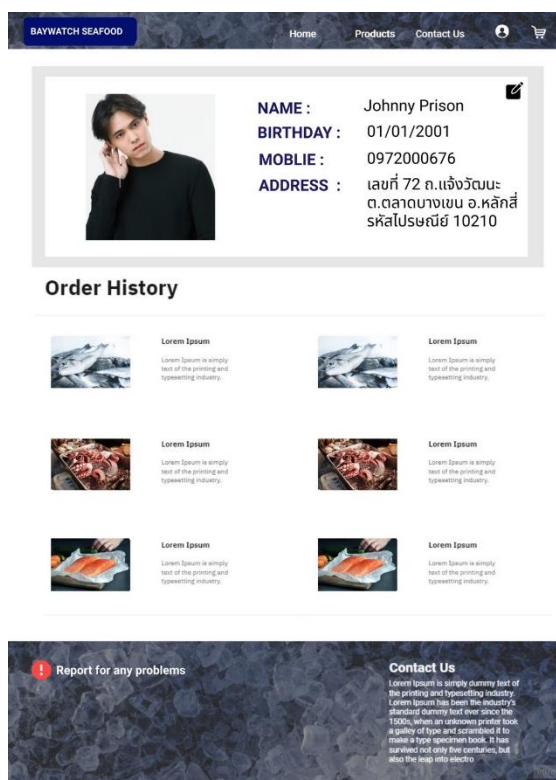 BAYWATCH SEAFOOD
Home
Products
Contact Us
NAME :
Johnny Prison
BIRTHDAY :
01/01/2001
MOBLIE :
0972000676
ADDRESS :
เลขที่ 72 ถ.แจ้งวัฒนะ
ต.ตลาดบางเขน อ.หลักสี่
รหัสไปรษณีย์ 10210
Order History
Lorem Ipsum
Lorem Ipsum is simply
text of the printing and
typesetting industry.
Lorem Ipsum
Lorem Ipsum is simply
text of the printing and
typesetting industry.
Lorem Ipsum
Lorem Ipsum is simply
text of the printing and
typesetting industry.
Lorem Ipsum
Lorem Ipsum is simply
text of the printing and
typesetting industry.
Lorem Ipsum
Lorem Ipsum is simply
text of the printing and
typesetting industry.
Lorem Ipsum
Lorem Ipsum is simply
text of the printing and
typesetting industry.
Report for any problems
Contact Us
Lorem Ipsum is simply dummy text of
the printing and typesetting industry.
Lorem Ipsum has been the industry's
standard dummy text ever since the
1500s, when an unknown printer took
a galley of type and scrambled it to
make a type specimen book. It has
survived not only five centuries, but
also the leap into electro